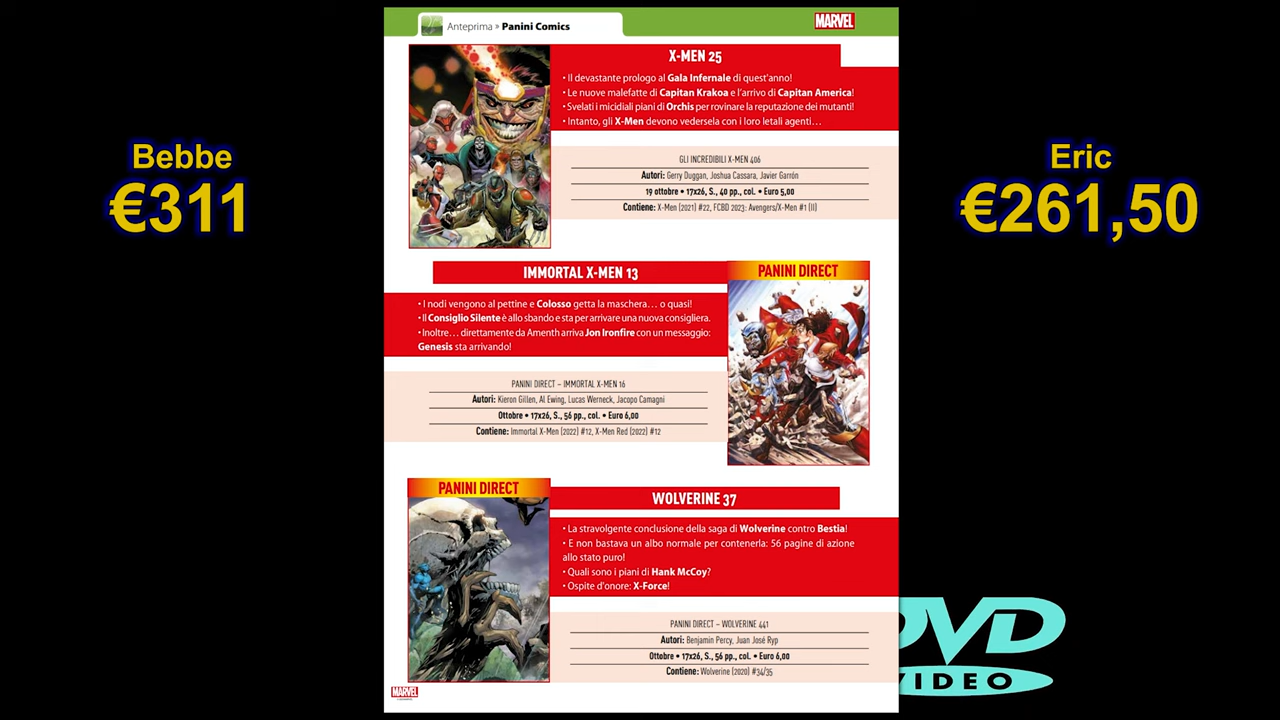 Anteprima » Panini Comics
MARVEL
X-MEN 25
• Il devastante prologo al Gala Infernale di quest'anno!
• Le nuove malefatte di Capitan Krakoa e l'arrivo di Capitan America!
• Svelati i micidiali piani di Orchis per rovinare la reputazione dei mutanti!
• Intanto, gli X-Men devono vedersela con i loro letali agenti…
GLI INCREDIBILI X-MEN 406
Autori: Gerry Duggan, Joshua Cassara, Javier Garrón
19 ottobre • 17x26, S., 40 pp., col. • Euro 5,00
Contiene: X-Men (2021) #22, FCBD 2023: Avengers/X-Men #1 (II)
Bebbe
€311
Eric
€261,50
IMMORTAL X-MEN 13
PANINI DIRECT
• I nodi vengono al pettine e Colosso getta la maschera… o quasi!
• Il Consiglio Silente è allo sbando e sta per arrivare una nuova consigliera.
• Inoltre… direttamente da Amenth arriva Jon Ironfire con un messaggio:
Genesis sta arrivando!
PANINI DIRECT – IMMORTAL X-MEN 16
Autori: Kieron Gillen, Al Ewing, Lucas Werneck, Jacopo Camagni
Ottobre • 17x26, S., 56 pp., col. • Euro 6,00
Contiene: Immortal X-Men (2022) #12, X-Men Red (2022) #12
PANINI DIRECT
WOLVERINE 37
• La stravolgente conclusione della saga di Wolverine contro Bestia!
• E non bastava un albo normale per contenerla: 56 pagine di azione
allo stato puro!
• Quali sono i piani di Hank McCoy?
• Ospite d'onore: X-Force!
PANINI DIRECT – WOLVERINE 441
Autori: Benjamin Percy, Juan José Ryp
Ottobre • 17x26, S., 56 pp., col. • Euro 6,00
Contiene: Wolverine (2020) #34/35
MARVEL
DVD
VIDEO